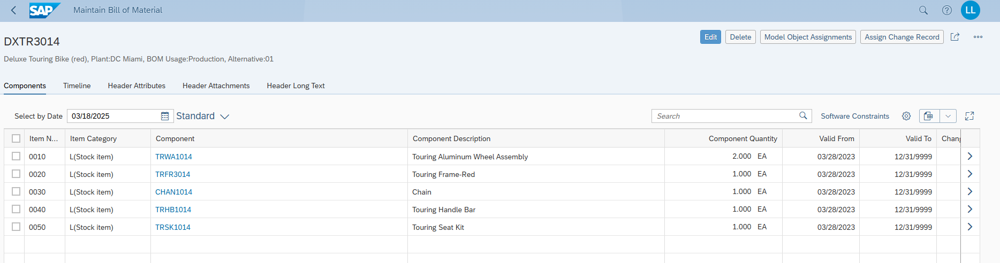 SAP Maintain Bill of Material LL
DXTR3014 Edit Delete Model Object Assignments Assign Change Record
Deluxe Touring Bike (red), Plant:DC Miami, BOM Usage:Production, Alternative:01
Components Timeline Header Attributes Header Attachments Header Long Text
Select by Date 03/18/2025 Standard Search Software Constraints
Item N... Item Category Component Component Description Component Quantity Valid From Valid To Chang
0010 L(Stock item) TRWA1014 Touring Aluminum Wheel Assembly 2.000 EA 03/28/2023 12/31/9999
0020 L(Stock item) TRFR3014 Touring Frame-Red 1.000 EA 03/28/2023 12/31/9999
0030 L(Stock item) CHAN1014 Chain 1.000 EA 03/28/2023 12/31/9999
0040 L(Stock item) TRHB1014 Touring Handle Bar 1.000 EA 03/28/2023 12/31/9999
0050 L(Stock item) TRSK1014 Touring Seat Kit 1.000 EA 03/28/2023 12/31/9999